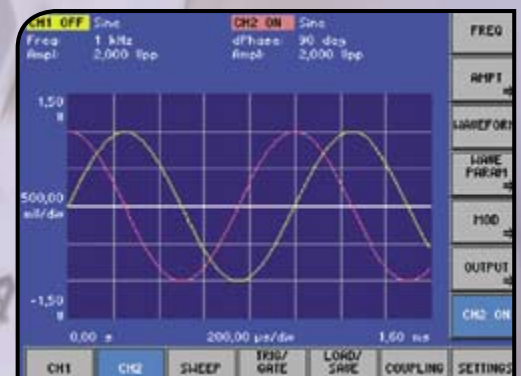 CH1 OFF Sine
Freq: 1 kHz
Ampl: 2,000 Vpp
CH2 ON Sine
dPhase: 90 deg
Ampl: 2,000 Vpp
1,50
V
500,00
mV/div
-1,50
V
0,00 s
200,00 µs/div
1,60 ms
FREQ
AMPT
WAVEFORM
WAVE
PARAM
MOD
OUTPUT
CH2 ON
CH1
CH2
SWEEP
TRIG/
GATE
LOAD/
SAVE
COUPLING
SETTINGS